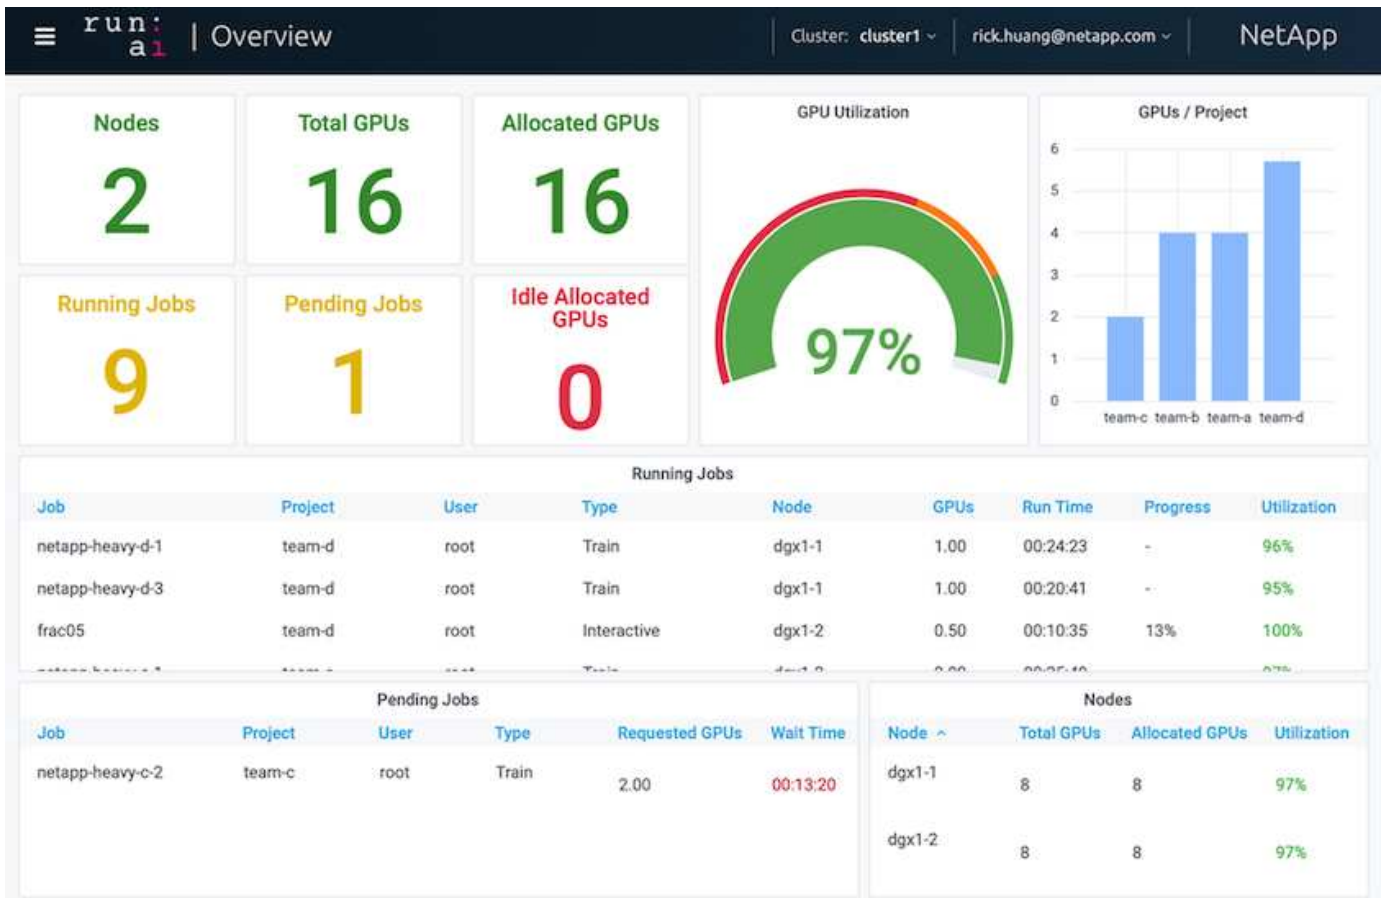 run: ai | Overview Cluster: cluster1 rick.huang@netapp.com NetApp
Nodes Total GPUs Allocated GPUs GPU Utilization GPUs / Project
2 16 16
Running Jobs Pending Jobs Idle Allocated GPUs
9 1 0
97%
6
5
4
3
2
1
0
team-c team-b team-a team-d
Running Jobs
Job Project User Type Node GPUs Run Time Progress Utilization
netapp-heavy-d-1 team-d root Train dgx1-1 1.00 00:24:23 - 96%
netapp-heavy-d-3 team-d root Train dgx1-1 1.00 00:20:41 - 95%
frac05 team-d root Interactive dgx1-2 0.50 00:10:35 13% 100%
Pending Jobs
Job Project User Type Requested GPUs Wait Time
netapp-heavy-c-2 team-c root Train 2.00 00:13:20
Nodes
Node Total GPUs Allocated GPUs Utilization
dgx1-1 8 8 97%
dgx1-2 8 8 97%